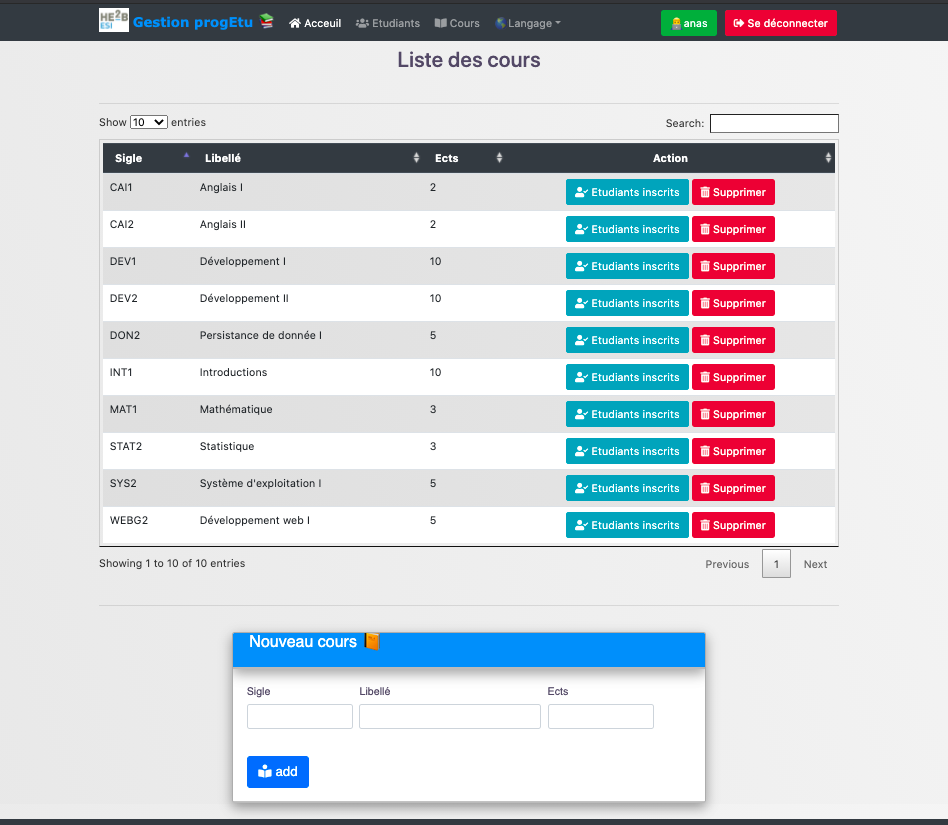 HE2B ESI Gestion progEtu Acceuil Etudiants Cours Langage anas Se déconnecter
Liste des cours
Show 10 entries Search:
Sigle Libellé Ects Action
CAI1 Anglais I 2 Etudiants inscrits Supprimer
CAI2 Anglais II 2 Etudiants inscrits Supprimer
DEV1 Développement I 10 Etudiants inscrits Supprimer
DEV2 Développement II 10 Etudiants inscrits Supprimer
DON2 Persistance de donnée I 5 Etudiants inscrits Supprimer
INT1 Introductions 10 Etudiants inscrits Supprimer
MAT1 Mathématique 3 Etudiants inscrits Supprimer
STAT2 Statistique 3 Etudiants inscrits Supprimer
SYS2 Système d'exploitation I 5 Etudiants inscrits Supprimer
WEBG2 Développement web I 5 Etudiants inscrits Supprimer
Showing 1 to 10 of 10 entries Previous 1 Next
Nouveau cours
Sigle Libellé Ects
add